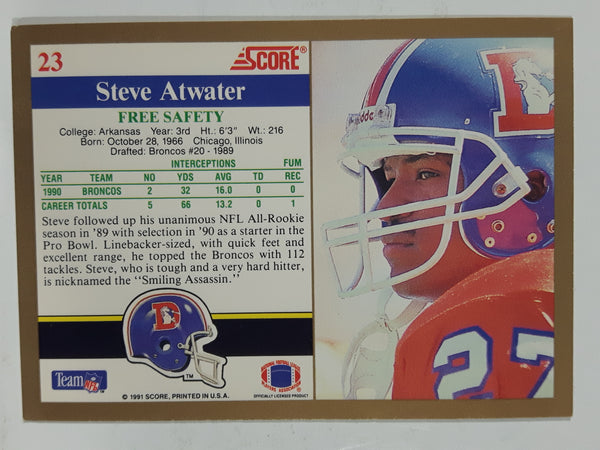 23
SCORE®
Steve Atwater
FREE SAFETY
College: Arkansas Year: 3rd Ht.: 6'3" Wt.: 216
Born: October 28, 1966 Chicago, Illinois
Drafted: Broncos #20 - 1989
INTERCEPTIONS FUM
YEAR TEAM NO YDS AVG TD REC
1990 BRONCOS 2 32 16.0 0 0
CAREER TOTALS 5 66 13.2 0 1
Steve followed up his unanimous NFL All-Rookie
season in '89 with selection in '90 as a starter in the
Pro Bowl. Linebacker-sized, with quick feet and
excellent range, he topped the Broncos with 112
tackles. Steve, who is tough and a very hard hitter,
is nicknamed the "Smiling Assassin."
D
TM
Team NFL
© 1991 SCORE, PRINTED IN U.S.A.
OFFICIALLY LICENSED PRODUCT
27